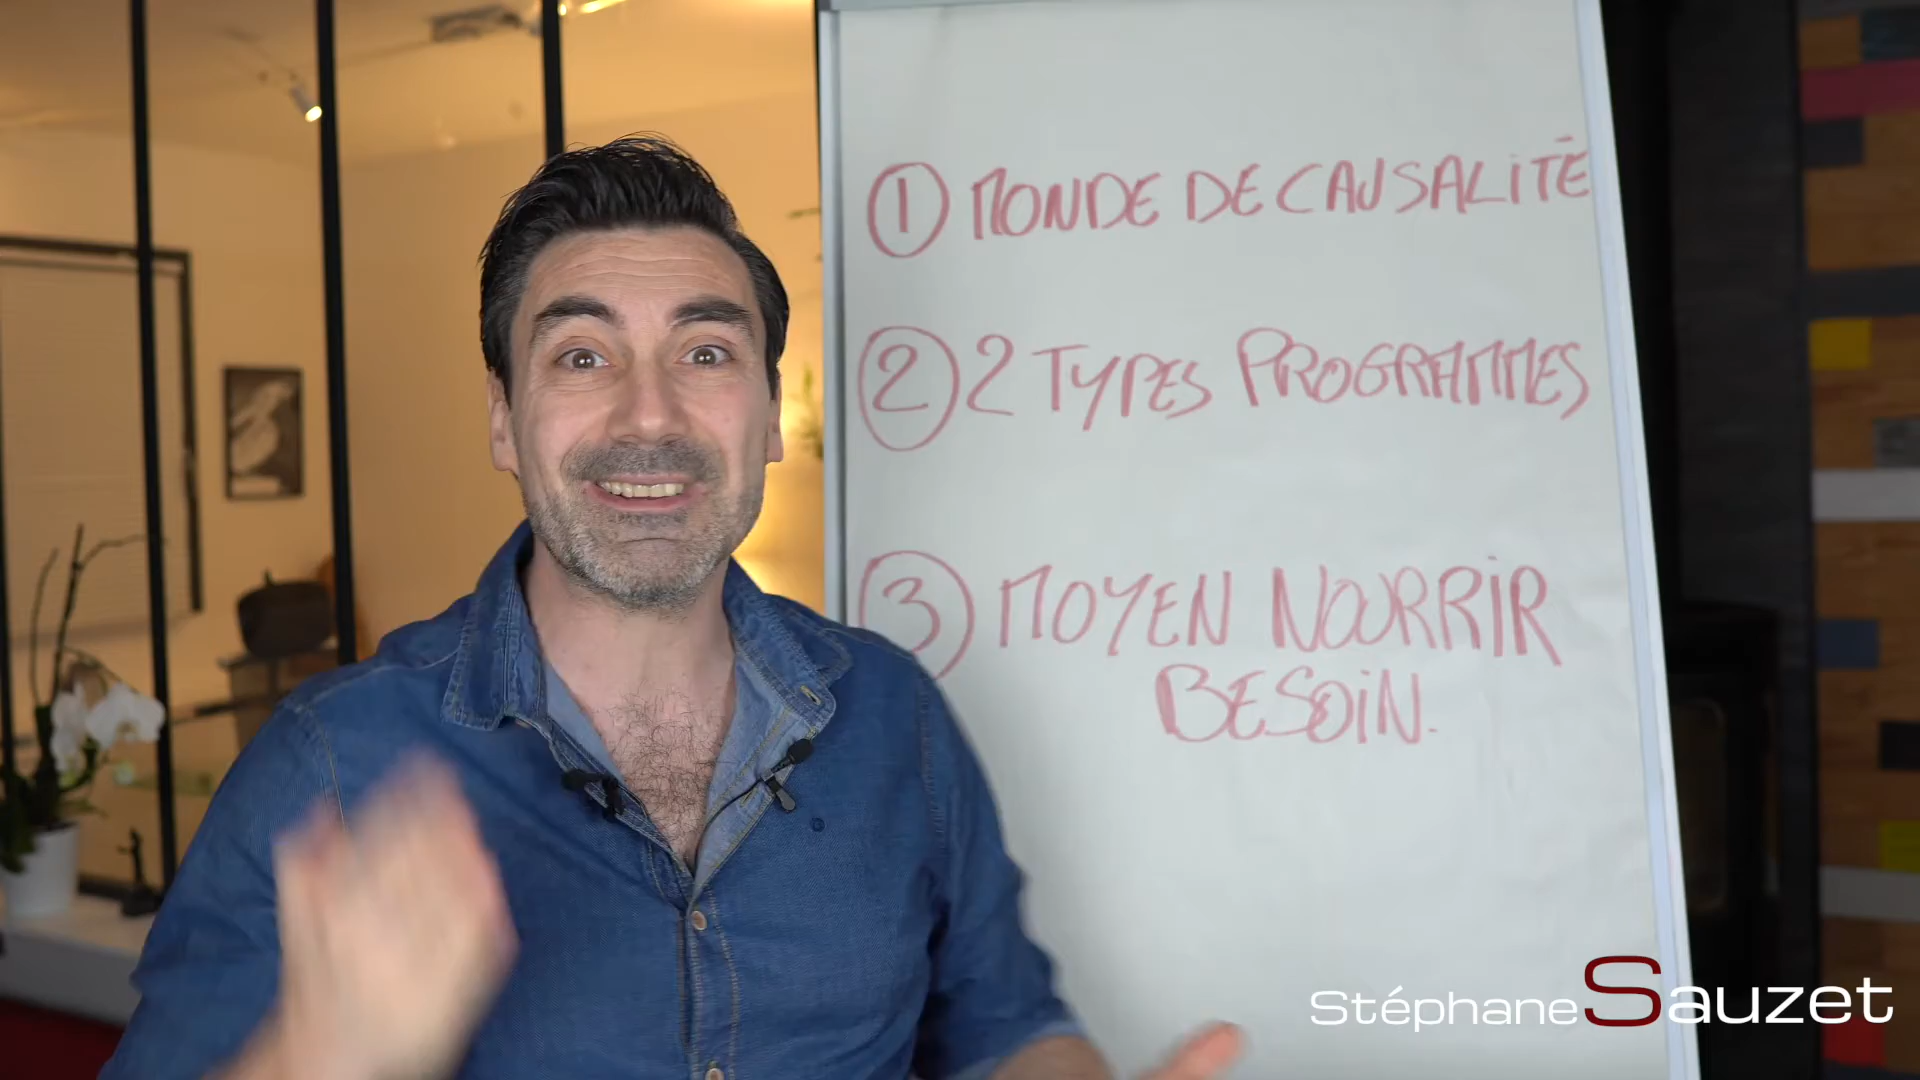 1 MONDE DE CAUSALITÉ
2 2 TYPES PROGRAMMES
3 MOYEN NOURRIR
BESOIN.
Stéphane Sauzet